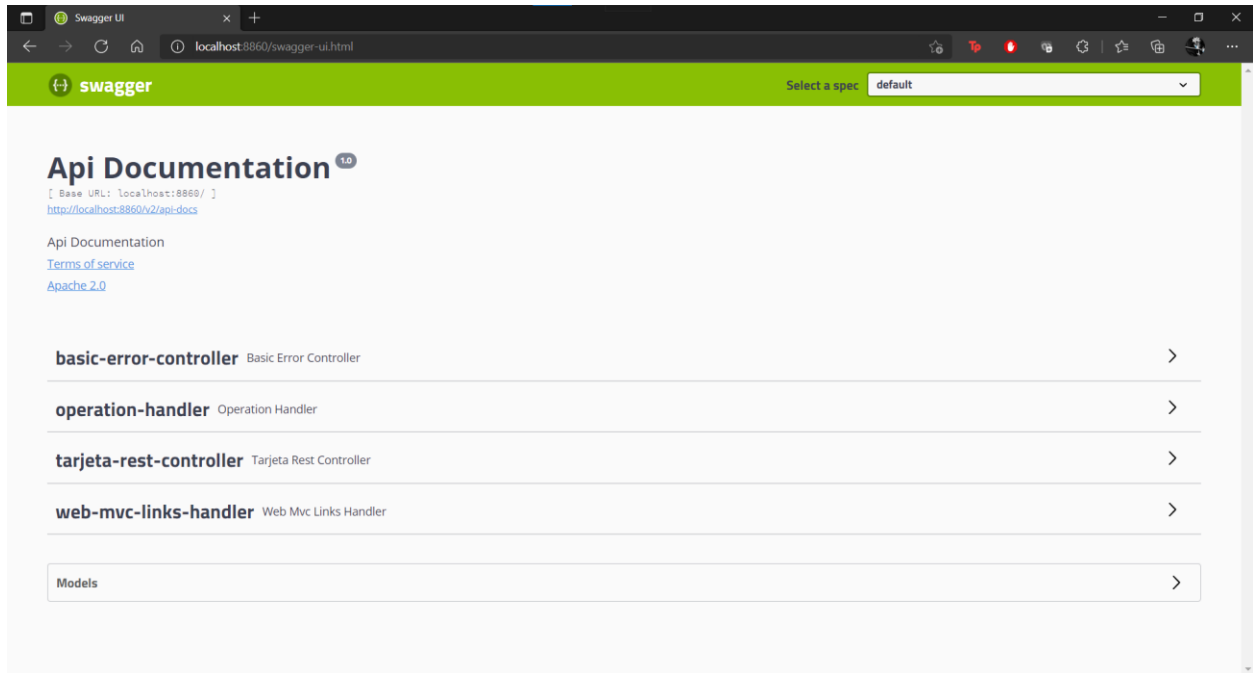 Swagger UI
localhost:8860/swagger-ui.html
swagger
Select a spec default
Api Documentation 1.0
[ Base URL: localhost:8860/ ]
http://localhost:8860/v2/api-docs
Api Documentation
Terms of service
Apache 2.0
basic-error-controller Basic Error Controller
operation-handler Operation Handler
tarjeta-rest-controller Tarjeta Rest Controller
web-mvc-links-handler Web Mvc Links Handler
Models